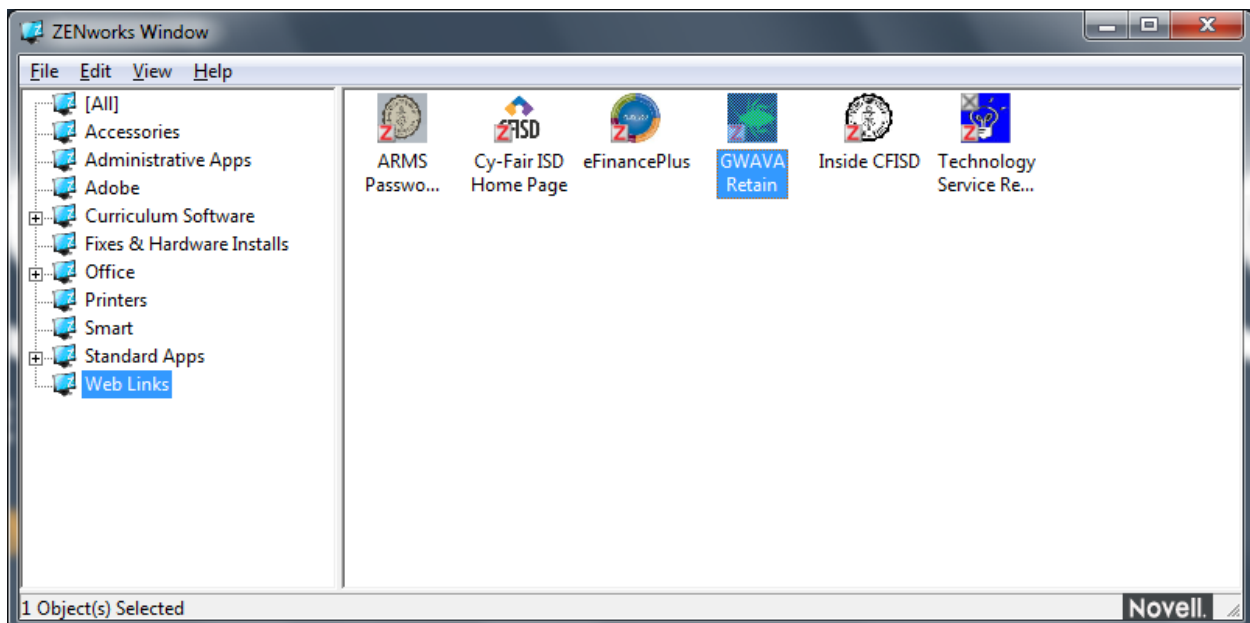 ZENworks Window
File Edit View Help
[All]
Accessories
Administrative Apps
Adobe
Curriculum Software
Fixes & Hardware Installs
Office
Printers
Smart
Standard Apps
Web Links
CFISD
ARMS
Passwo...
Cy-Fair ISD
Home Page
eFinancePlus
GWAVA
Retain
Inside CFISD
Technology
Service Re...
1 Object(s) Selected
Novell.